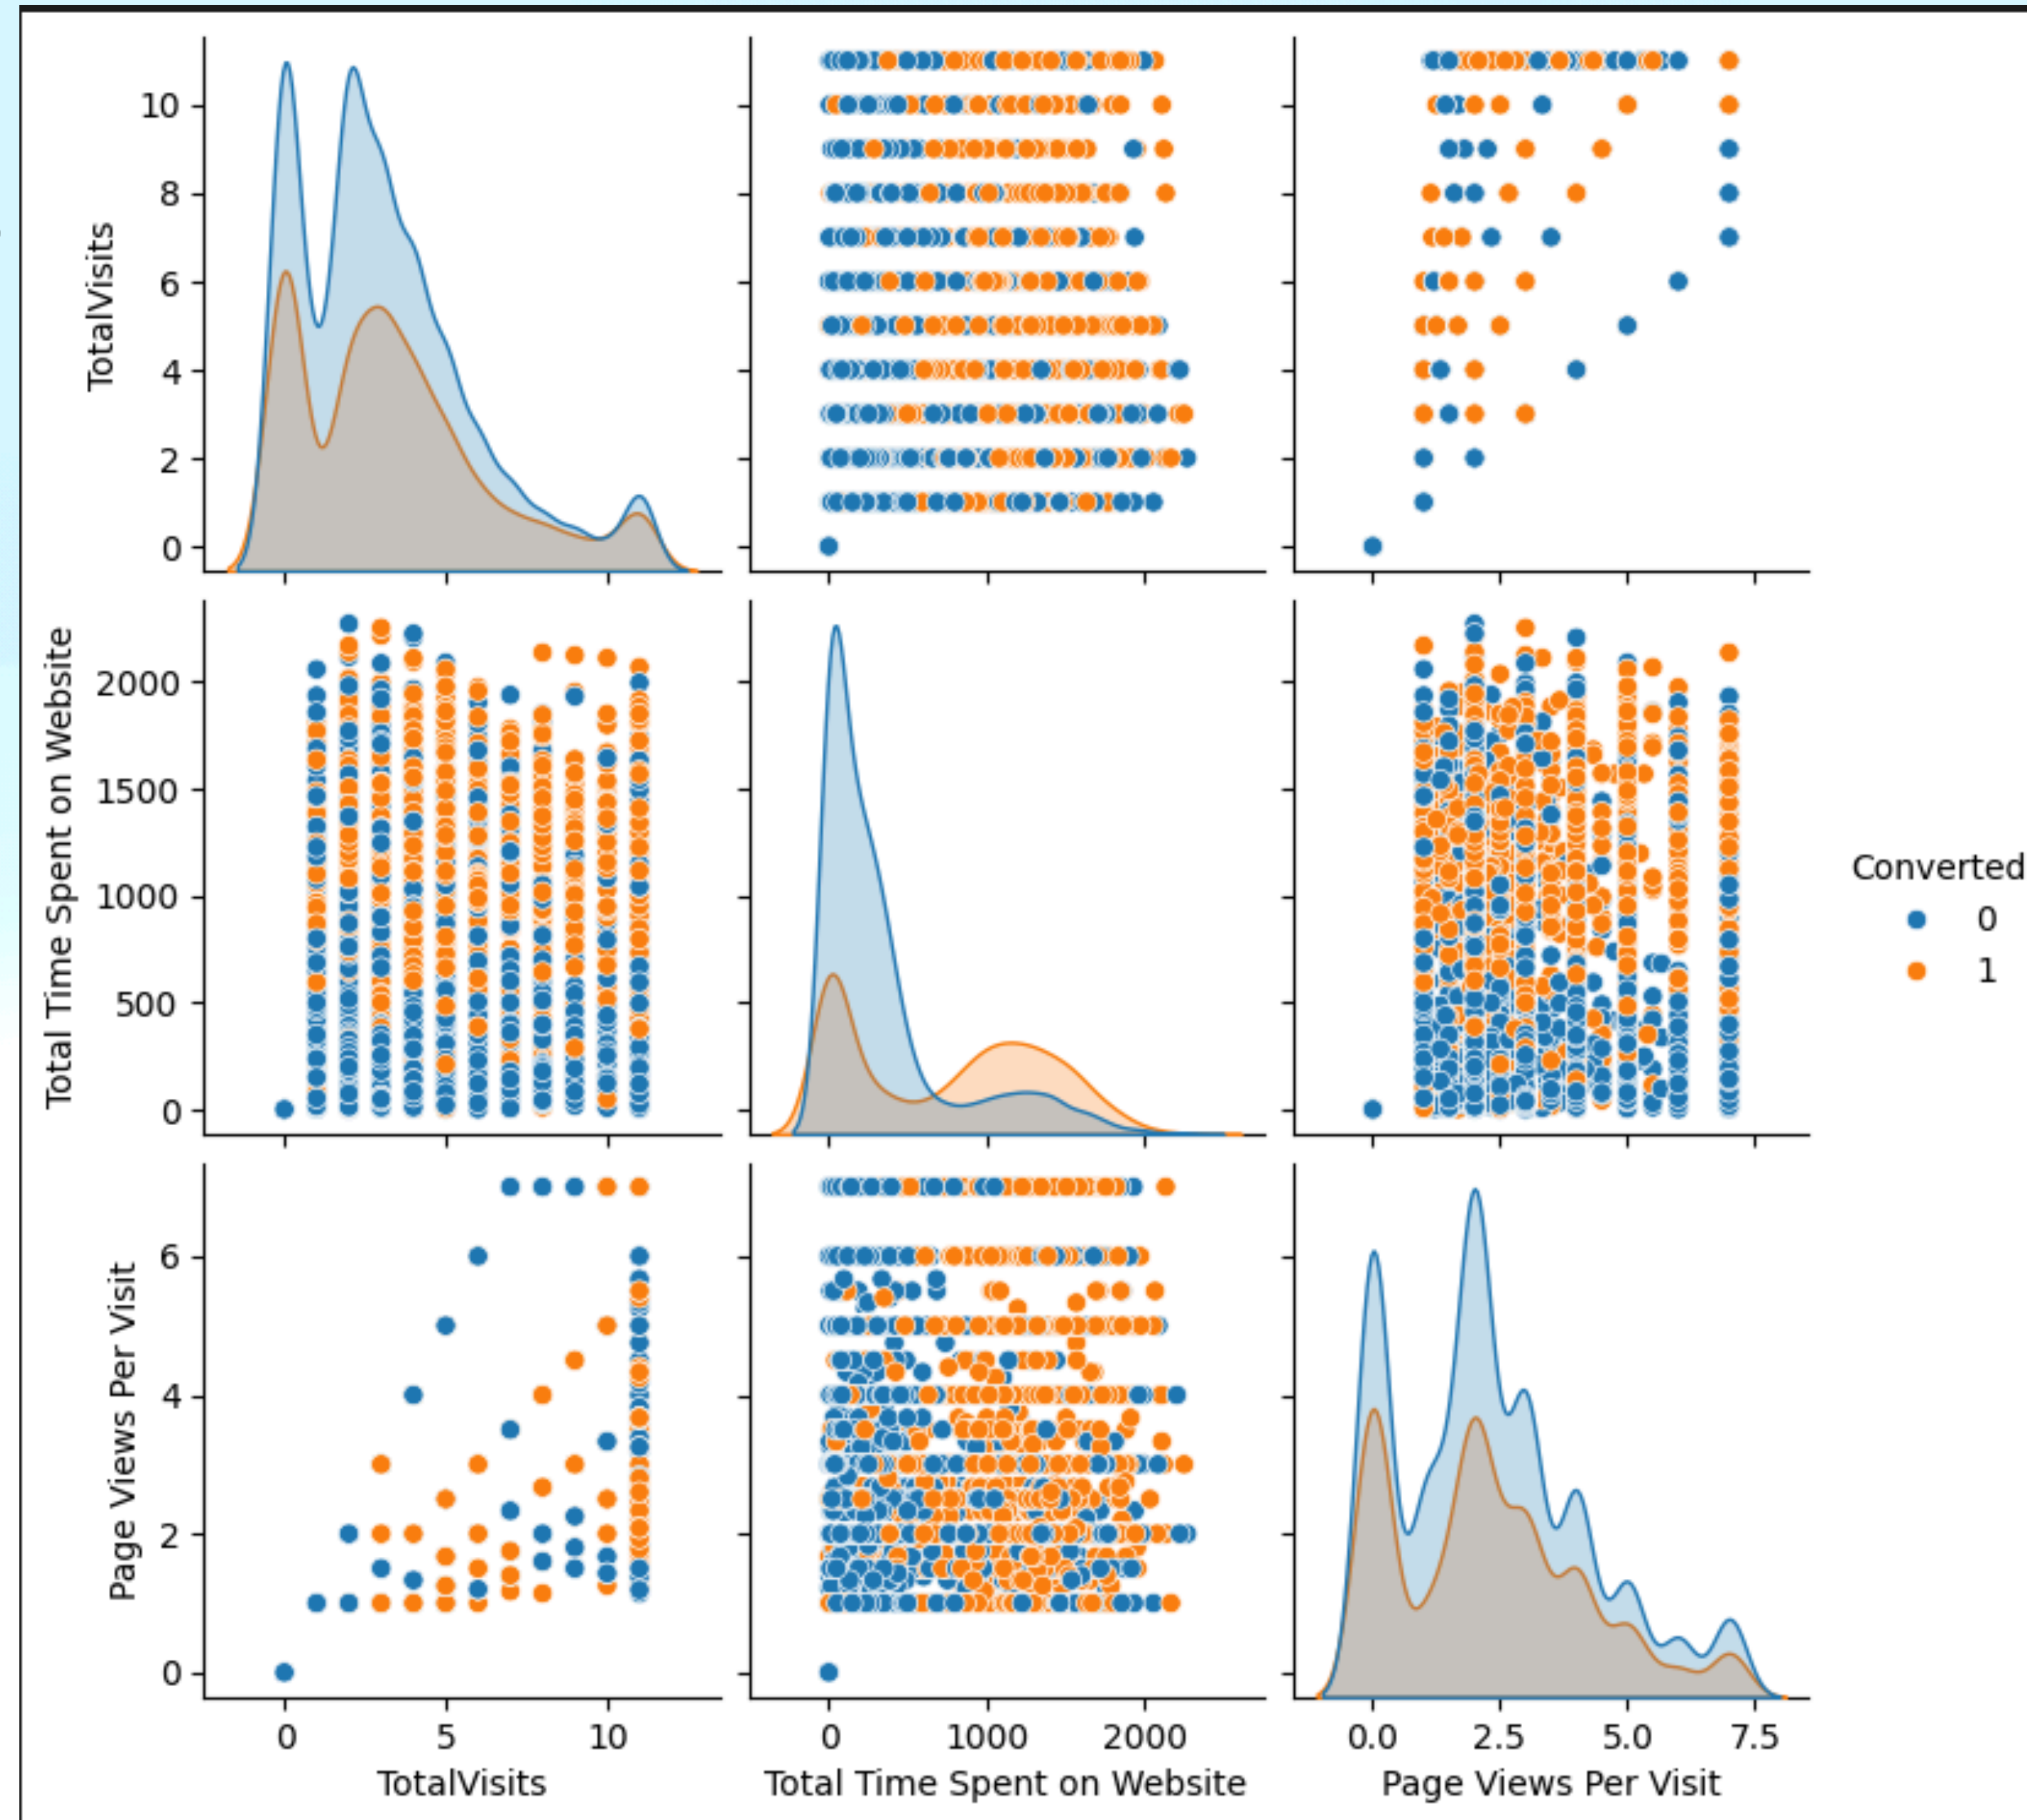 TotalVisits
10
8
6
4
2
0
Total Time Spent on Website
2000
1500
1000
500
0
Converted
0
1
Page Views Per Visit
6
4
2
0
0 5 10
0 1000 2000
0.0 2.5 5.0 7.5
TotalVisits
Total Time Spent on Website
Page Views Per Visit